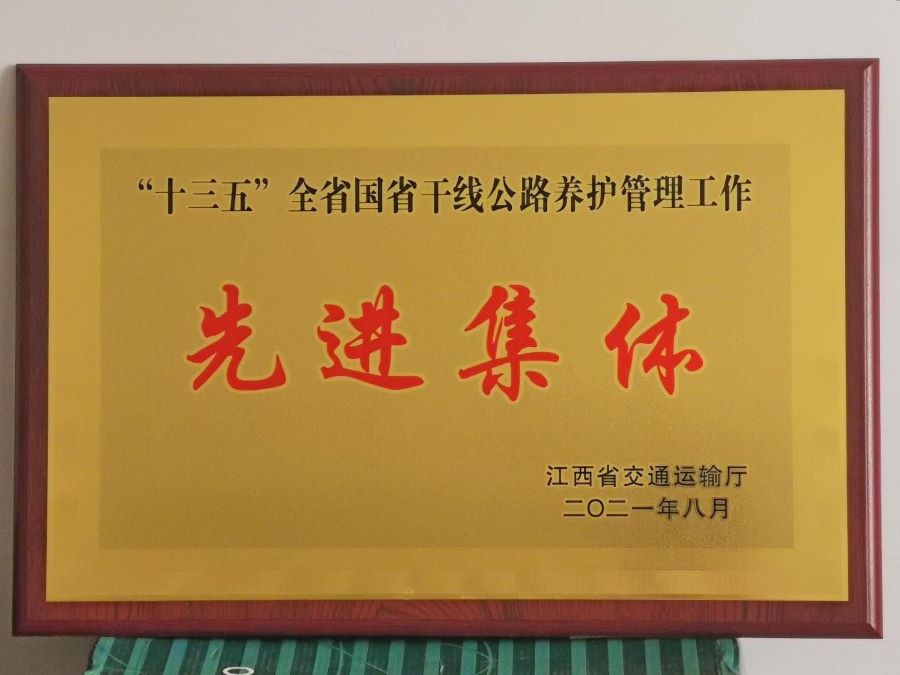 “十三五”全省国省干线公路养护管理工作
先进集体
江西省交通运输厅
二〇二一年八月